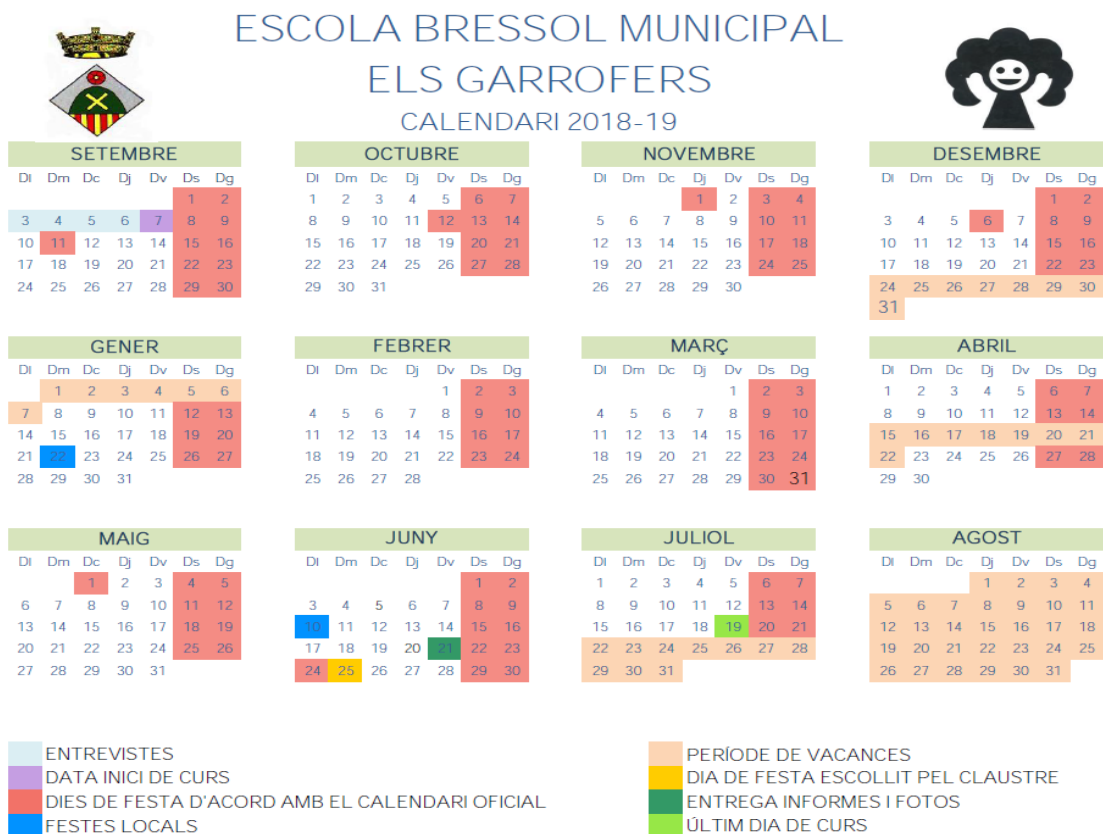 ESCOLA BRESSOL MUNICIPAL
ELS GARROFERS
CALENDARI 2018-19
SETEMBRE
Dl Dm Dc Dj Dv Ds Dg
1 2
3 4 5 6 7 8 9
10 11 12 13 14 15 16
17 18 19 20 21 22 23
24 25 26 27 28 29 30
OCTUBRE
Dl Dm Dc Dj Dv Ds Dg
1 2 3 4 5 6 7
8 9 10 11 12 13 14
15 16 17 18 19 20 21
22 23 24 25 26 27 28
29 30 31
NOVEMBRE
Dl Dm Dc Dj Dv Ds Dg
1 2 3 4
5 6 7 8 9 10 11
12 13 14 15 16 17 18
19 20 21 22 23 24 25
26 27 28 29 30
DESEMBRE
Dl Dm Dc Dj Dv Ds Dg
1 2
3 4 5 6 7 8 9
10 11 12 13 14 15 16
17 18 19 20 21 22 23
24 25 26 27 28 29 30
31
GENER
Dl Dm Dc Dj Dv Ds Dg
1 2 3 4 5 6
7 8 9 10 11 12 13
14 15 16 17 18 19 20
21 22 23 24 25 26 27
28 29 30 31
FEBRER
Dl Dm Dc Dj Dv Ds Dg
1 2 3
4 5 6 7 8 9 10
11 12 13 14 15 16 17
18 19 20 21 22 23 24
25 26 27 28
MARÇ
Dl Dm Dc Dj Dv Ds Dg
1 2 3
4 5 6 7 8 9 10
11 12 13 14 15 16 17
18 19 20 21 22 23 24
25 26 27 28 29 30 31
ABRIL
Dl Dm Dc Dj Dv Ds Dg
1 2 3 4 5 6 7
8 9 10 11 12 13 14
15 16 17 18 19 20 21
22 23 24 25 26 27 28
29 30
MAIG
Dl Dm Dc Dj Dv Ds Dg
1 2 3 4 5
6 7 8 9 10 11 12
13 14 15 16 17 18 19
20 21 22 23 24 25 26
27 28 29 30 31
JUNY
Dl Dm Dc Dj Dv Ds Dg
1 2
3 4 5 6 7 8 9
10 11 12 13 14 15 16
17 18 19 20 21 22 23
24 25 26 27 28 29 30
JULIOL
Dl Dm Dc Dj Dv Ds Dg
1 2 3 4 5 6 7
8 9 10 11 12 13 14
15 16 17 18 19 20 21
22 23 24 25 26 27 28
29 30 31
AGOST
Dl Dm Dc Dj Dv Ds Dg
1 2 3 4
5 6 7 8 9 10 11
12 13 14 15 16 17 18
19 20 21 22 23 24 25
26 27 28 29 30 31
ENTREVISTES
DATA INICI DE CURS
DIES DE FESTA D'ACORD AMB EL CALENDARI OFICIAL
FESTES LOCALS
PERÍODE DE VACANCES
DIA DE FESTA ESCOLLIT PEL CLAUSTRE
ENTREGA INFORMES I FOTOS
ÚLTIM DIA DE CURS